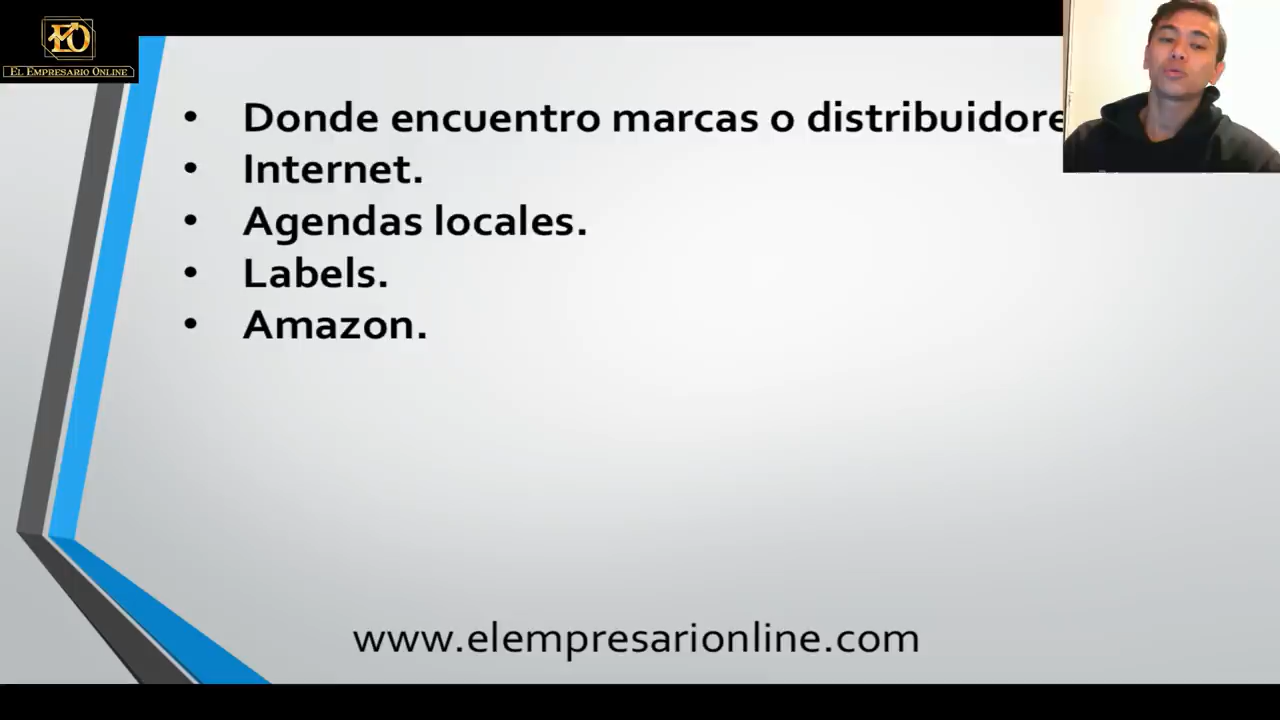 EO
EL EMPRESARIO ONLINE
• Donde encuentro marcas o distribuidore
• Internet.
• Agendas locales.
• Labels.
• Amazon.
www.elempresarionline.com